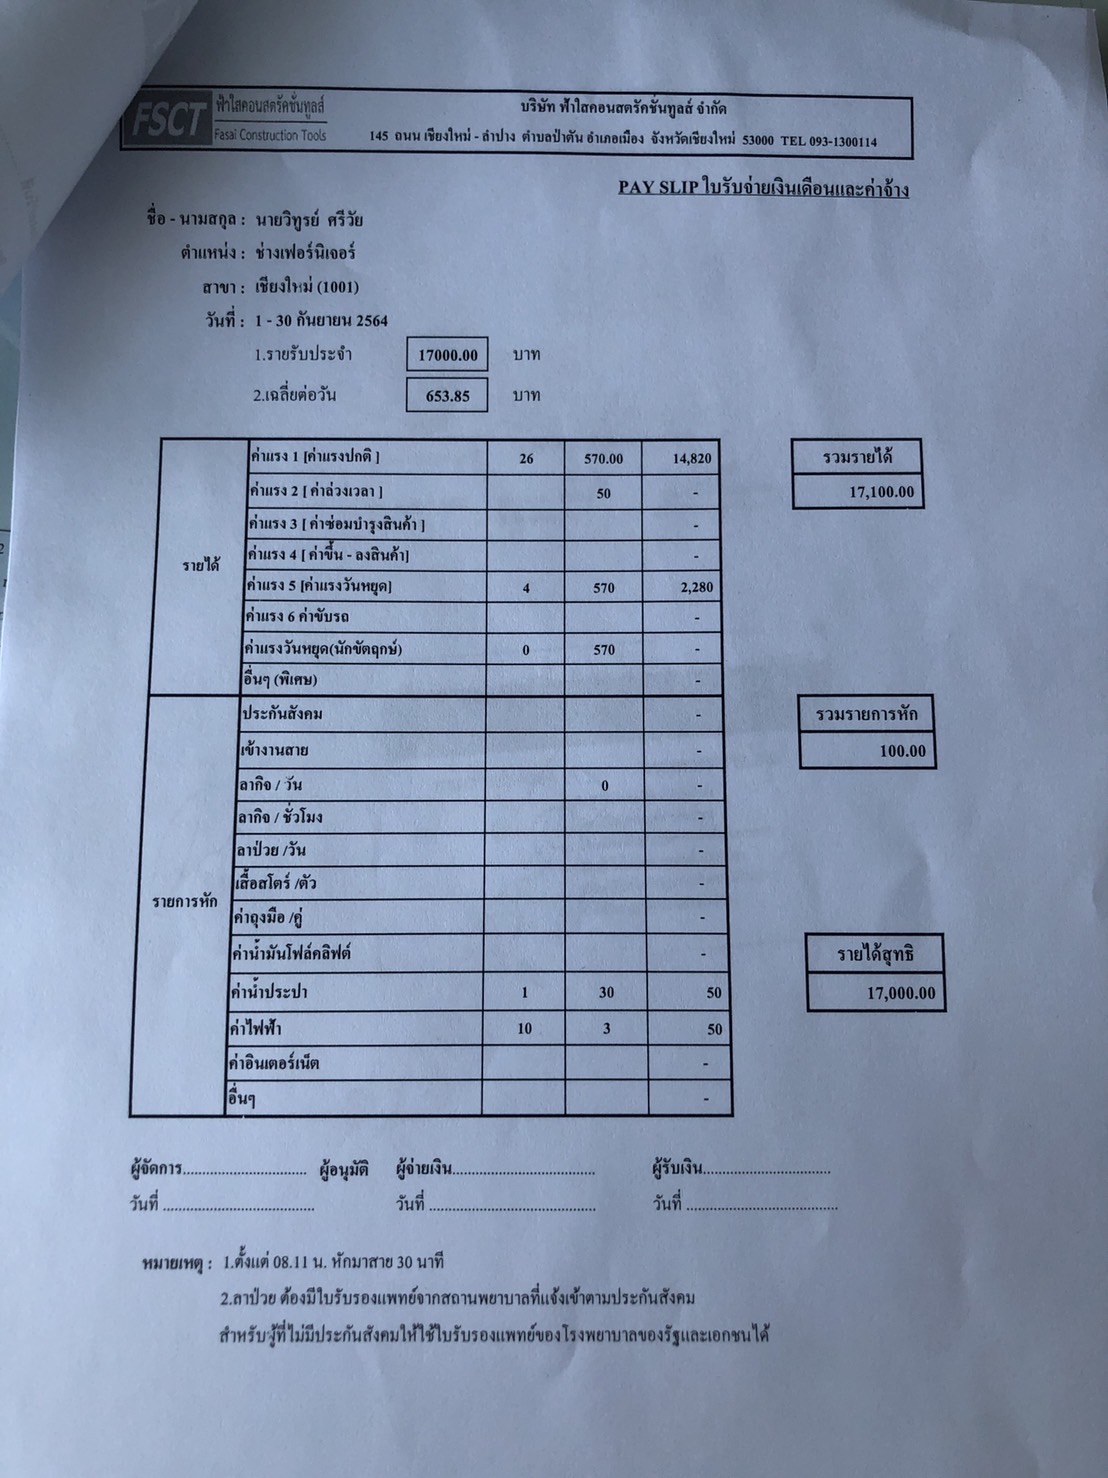 FSCT ฟ้าใสคอนสตรัคชั่นทูลส์
Fasai Construction Tools
บริษัท ฟ้าใสคอนสตรัคชั่นทูลส์ จำกัด
145 ถนน เชียงใหม่ - ลำปาง ตำบลป่าตัน อำเภอเมือง จังหวัดเชียงใหม่ 53000 TEL 093-1300114
PAY SLIP ใบรับจ่ายเงินเดือนและค่าจ้าง
ชื่อ - นามสกุล : นายวิทูรย์ ศรีวัย
ตำแหน่ง : ช่างเฟอร์นิเจอร์
สาขา : เชียงใหม่ (1001)
วันที่ : 1 - 30 กันยายน 2564
1.รายรับประจำ 17000.00 บาท
2.เฉลี่ยต่อวัน 653.85 บาท
รายได้
ค่าแรง 1 [ค่าแรงปกติ ] 26 570.00 14,820
ค่าแรง 2 [ ค่าล่วงเวลา ] 50 -
ค่าแรง 3 [ ค่าซ่อมบำรุงสินค้า ] -
ค่าแรง 4 [ ค่าขึ้น - ลงสินค้า] -
ค่าแรง 5 [ค่าแรงวันหยุด] 4 570 2,280
ค่าแรง 6 ค่าขับรถ -
ค่าแรงวันหยุด(นักขัตฤกษ์) 0 570 -
อื่นๆ (พิเศษ) -
รวมรายได้
17,100.00
รายการหัก
ประกันสังคม -
เข้างานสาย -
ลากิจ / วัน 0 -
ลากิจ / ชั่วโมง -
ลาป่วย /วัน -
เสื้อสโตร์ /ตัว -
ค่าถุงมือ /คู่ -
ค่าน้ำมันโฟล์คลิฟต์ -
ค่าน้ำประปา 1 30 50
ค่าไฟฟ้า 10 3 50
ค่าอินเตอร์เน็ต -
อื่นๆ -
รวมรายการหัก
100.00
รายได้สุทธิ
17,000.00
ผู้จัดการ............................... ผู้อนุมัติ ผู้จ่ายเงิน.................................... ผู้รับเงิน................................
วันที่ ...................................... วันที่ .......................................... วันที่ ......................................
หมายเหตุ : 1.ตั้งแต่ 08.11 น. หักมาสาย 30 นาที
2.ลาป่วย ต้องมีใบรับรองแพทย์จากสถานพยาบาลที่แจ้งเข้าตามประกันสังคม
สำหรับผู้ที่ไม่มีประกันสังคมให้ใช้ใบรับรองแพทย์ของโรงพยาบาลของรัฐและเอกชนได้